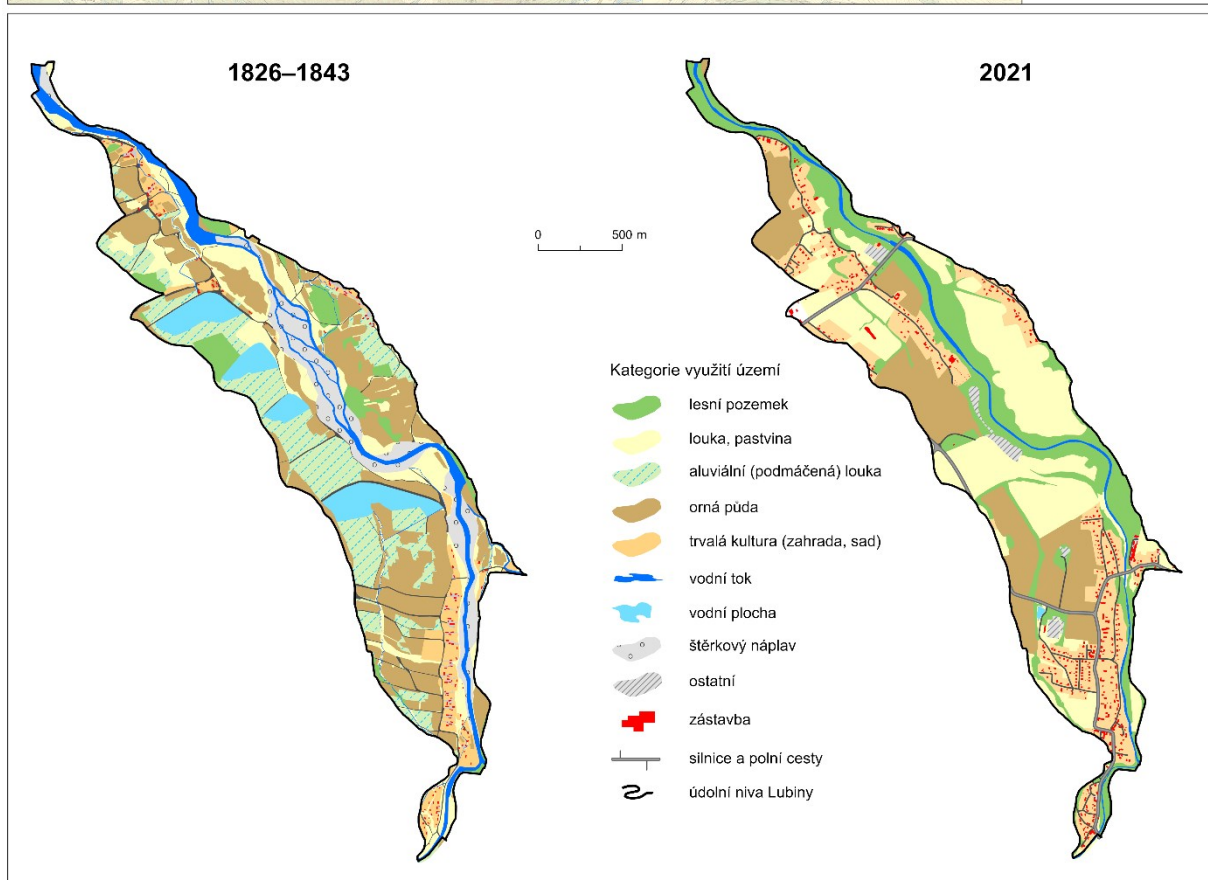 1826–1843
2021
0 500 m
Kategorie využití území
lesní pozemek
louka, pastvina
aluviální (podmáčená) louka
orná půda
trvalá kultura (zahrada, sad)
vodní tok
vodní plocha
štěrkový náplav
ostatní
zástavba
silnice a polní cesty
údolní niva Lubiny